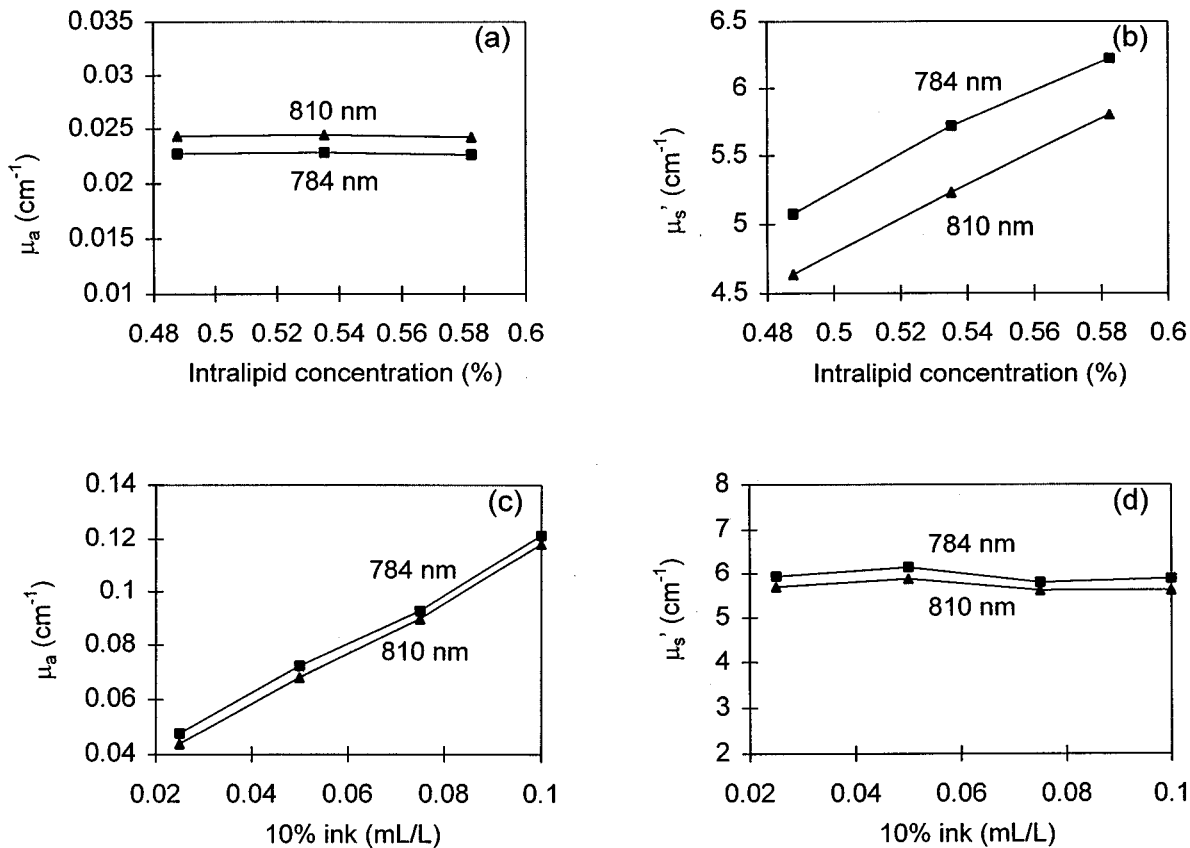 (a)
0.035
0.03
0.025
0.02
0.015
0.01
μa (cm-1)
810 nm
784 nm
0.48 0.5 0.52 0.54 0.56 0.58 0.6
Intralipid concentration (%)
(b)
6.5
6
5.5
5
4.5
μs' (cm-1)
784 nm
810 nm
0.48 0.5 0.52 0.54 0.56 0.58 0.6
Intralipid concentration (%)
(c)
0.14
0.12
0.1
0.08
0.06
0.04
μa (cm-1)
784 nm
810 nm
0.02 0.04 0.06 0.08 0.1
10% ink (mL/L)
(d)
8
7
6
5
4
3
2
μs' (cm-1)
784 nm
810 nm
0.02 0.04 0.06 0.08 0.1
10% ink (mL/L)